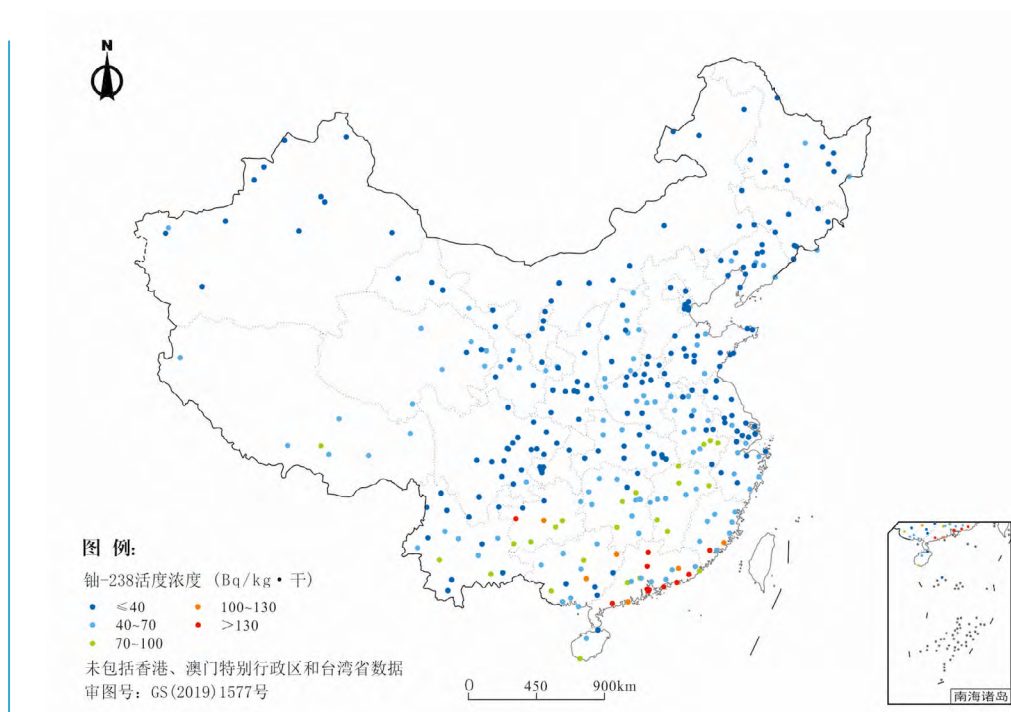 N
图 例:
铀-238活度浓度 (Bq/kg·干)
≤40
100~130
40~70
>130
70~100
未包括香港、澳门特别行政区和台湾省数据
审图号: GS(2019)1577号
0 450 900km
南海诸岛